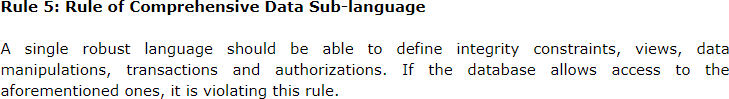 Rule 5: Rule of Comprehensive Data Sub-language
A single robust language should be able to define integrity constraints, views, data
manipulations, transactions and authorizations. If the database allows access to the
aforementioned ones, it is violating this rule.